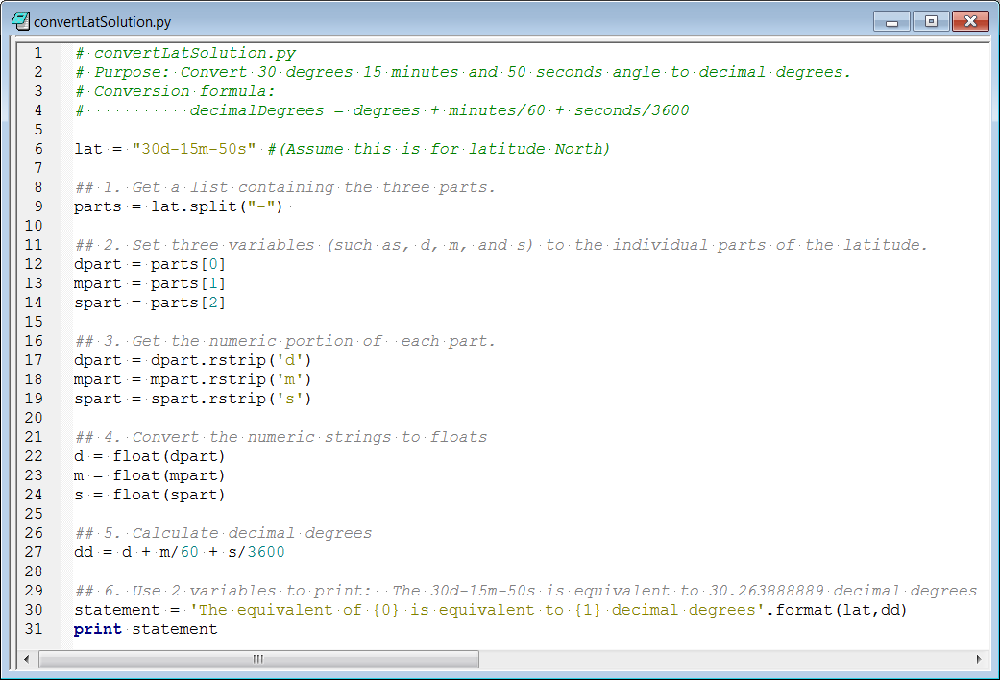 convertLatSolution.py
1 # convertLatSolution.py
2 # Purpose: Convert 30 degrees 15 minutes and 50 seconds angle to decimal degrees.
3 # Conversion formula:
4 #           decimalDegrees = degrees + minutes/60 + seconds/3600
5
6 lat = "30d-15m-50s" #(Assume this is for latitude North)
7
8 ## 1. Get a list containing the three parts.
9 parts = lat.split("-")
10
11 ## 2. Set three variables (such as, d, m, and s) to the individual parts of the latitude.
12 dpart = parts[0]
13 mpart = parts[1]
14 spart = parts[2]
15
16 ## 3. Get the numeric portion of  each part.
17 dpart = dpart.rstrip('d')
18 mpart = mpart.rstrip('m')
19 spart = spart.rstrip('s')
20
21 ## 4. Convert the numeric strings to floats
22 d = float(dpart)
23 m = float(mpart)
24 s = float(spart)
25
26 ## 5. Calculate decimal degrees
27 dd = d + m/60 + s/3600
28
29 ## 6. Use 2 variables to print:  The 30d-15m-50s is equivalent to 30.263888889 decimal degrees
30 statement = 'The equivalent of {0} is equivalent to {1} decimal degrees'.format(lat,dd)
31 print statement